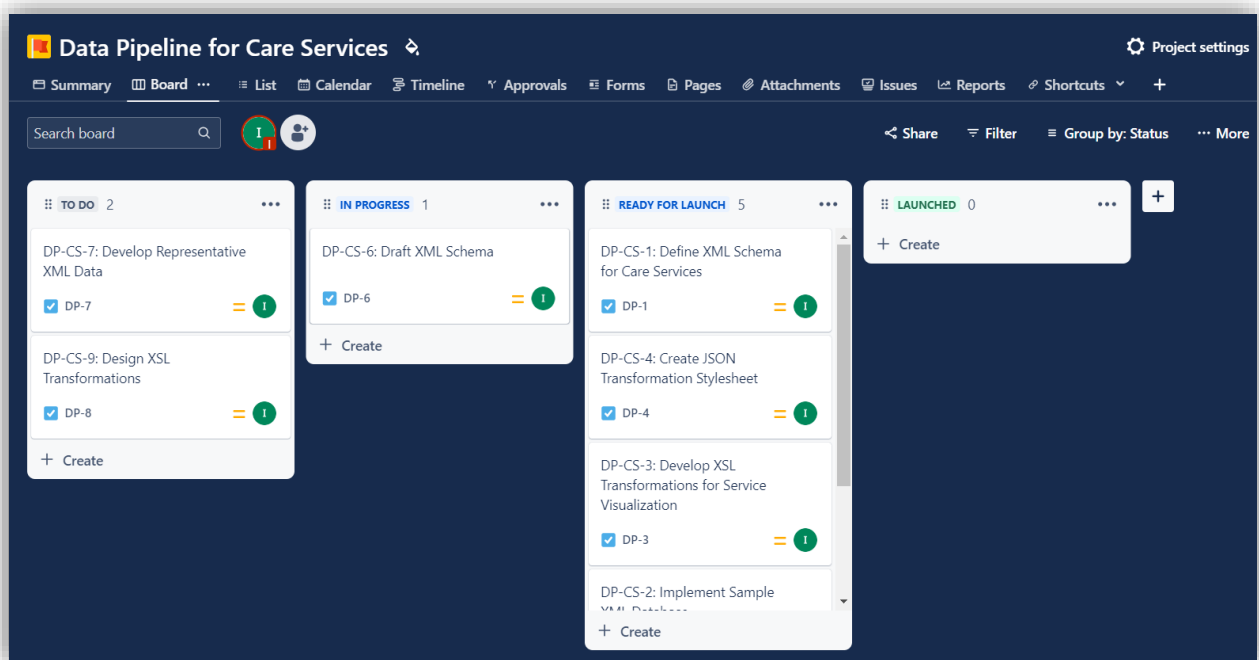 Data Pipeline for Care Services
Project settings
Summary Board List Calendar Timeline Approvals Forms Pages Attachments Issues Reports Shortcuts
Search board
I
I
Share Filter Group by: Status More
TO DO 2
DP-CS-7: Develop Representative
XML Data
DP-7
I
DP-CS-9: Design XSL
Transformations
DP-8
I
+ Create
IN PROGRESS 1
DP-CS-6: Draft XML Schema
DP-6
I
+ Create
READY FOR LAUNCH 5
DP-CS-1: Define XML Schema
for Care Services
DP-1
I
DP-CS-4: Create JSON
Transformation Stylesheet
DP-4
I
DP-CS-3: Develop XSL
Transformations for Service
Visualization
DP-3
I
DP-CS-2: Implement Sample
XML Database
+ Create
LAUNCHED 0
+ Create